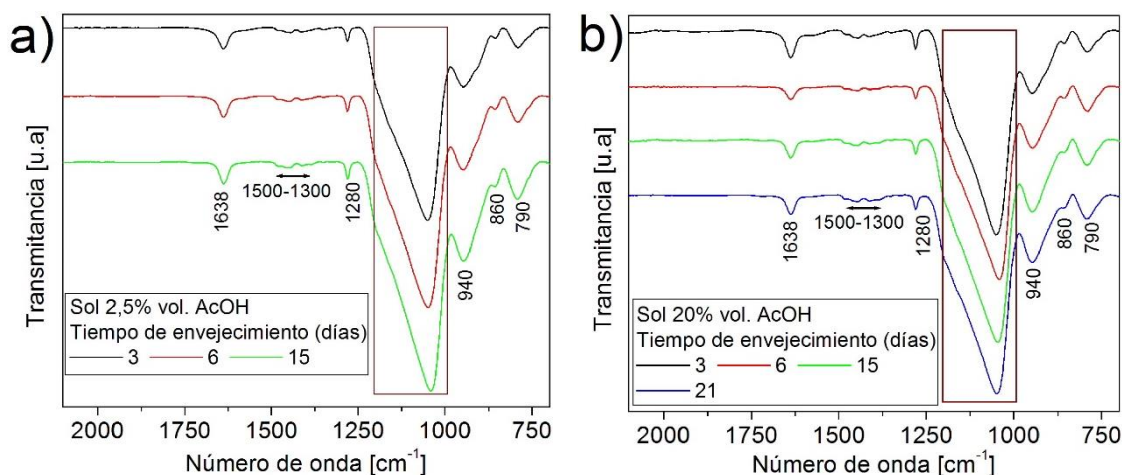 a)
Transmitancia [u.a]
1638
1500-1300
1280
940
860
790
Sol 2,5% vol. AcOH
Tiempo de envejecimiento (días)
3 6 15
2000 1750 1500 1250 1000 750
Número de onda [cm-1]
b)
Transmitancia [u.a]
1638
1500-1300
1280
940
860
790
Sol 20% vol. AcOH
Tiempo de envejecimiento (días)
3 6 15
21
2000 1750 1500 1250 1000 750
Número de onda [cm-1]